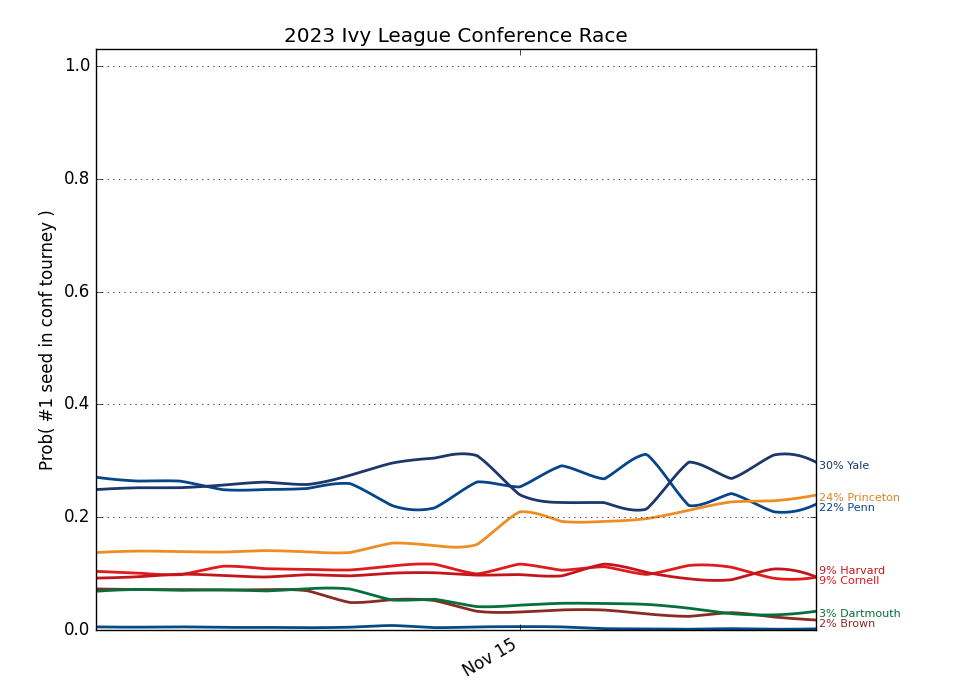 2023 Ivy League Conference Race
Prob( #1 seed in conf tourney )
1.0
0.8
0.6
0.4
0.2
0.0
Nov 15
30% Yale
24% Princeton
22% Penn
9% Harvard
9% Cornell
3% Dartmouth
2% Brown